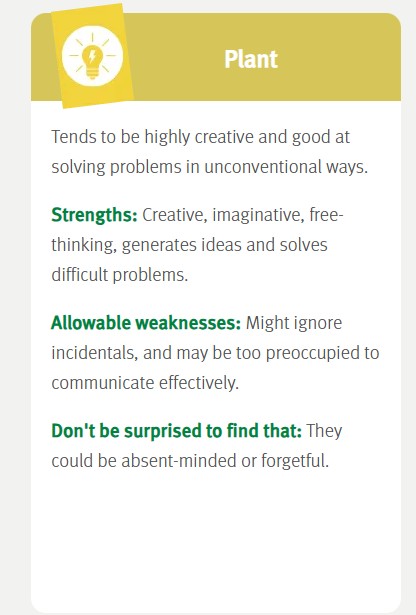 Plant
Tends to be highly creative and good at
solving problems in unconventional ways.
Strengths: Creative, imaginative, free-
thinking, generates ideas and solves
difficult problems.
Allowable weaknesses: Might ignore
incidentals, and may be too preoccupied to
communicate effectively.
Don't be surprised to find that: They
could be absent-minded or forgetful.